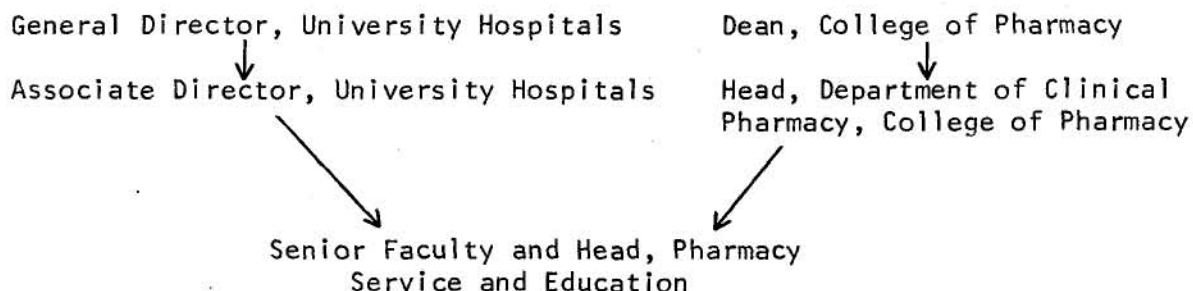 General Director, University Hospitals
Dean, College of Pharmacy
Associate Director, University Hospitals
Head, Department of Clinical
Pharmacy, College of Pharmacy
Senior Faculty and Head, Pharmacy
Service and Education